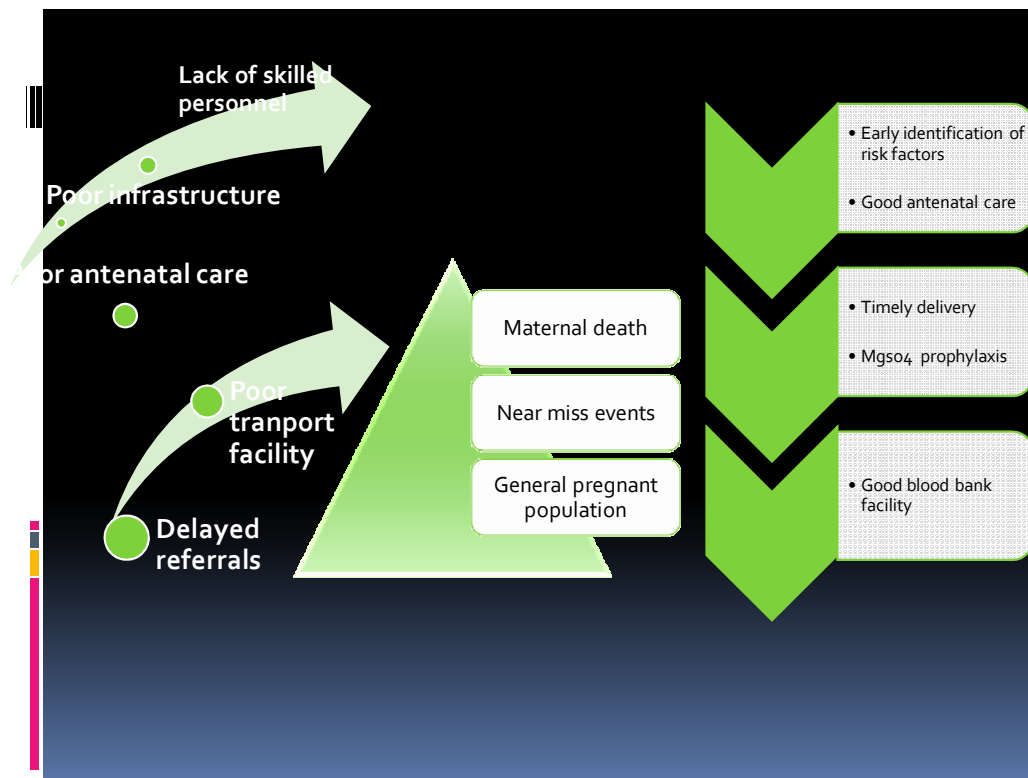 Lack of skilled
personnel
Poor infrastructure
Poor antenatal care
Poor
tranport
facility
Delayed
referrals
Maternal death
Near miss events
General pregnant
population
• Early identification of
risk factors
• Good antenatal care
• Timely delivery
• Mgso4 prophylaxis
• Good blood bank
facility